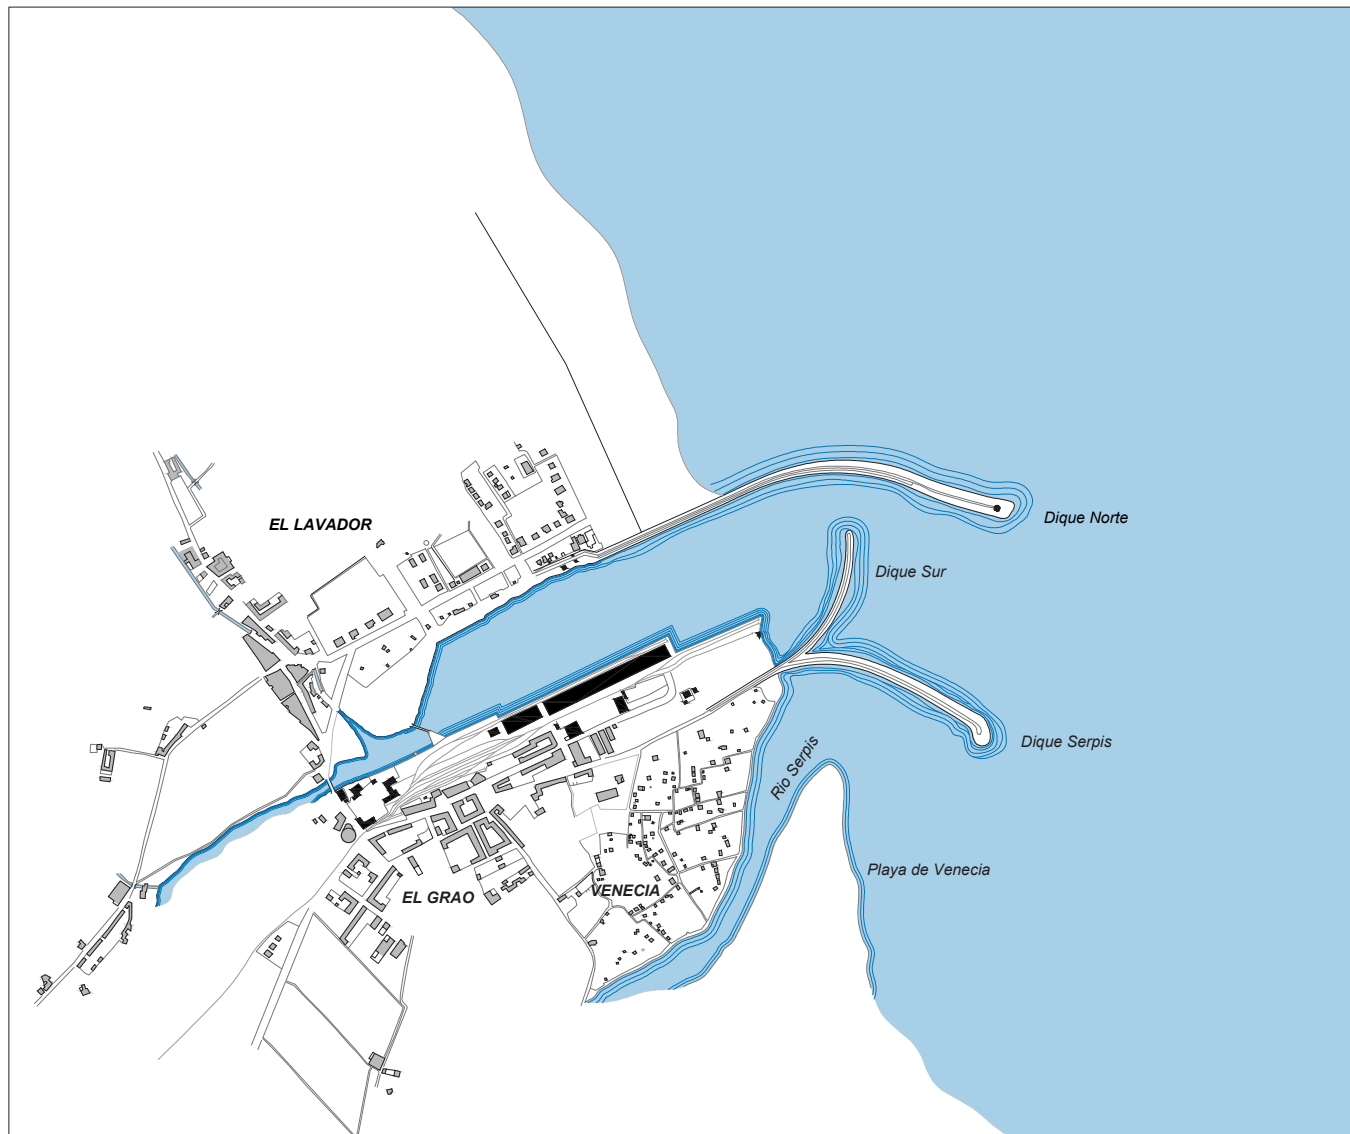 EL LAVADOR
Dique Norte
Dique Sur
Dique Serpis
Rio Serpis
Playa de Venecia
VENECIA
EL GRAO